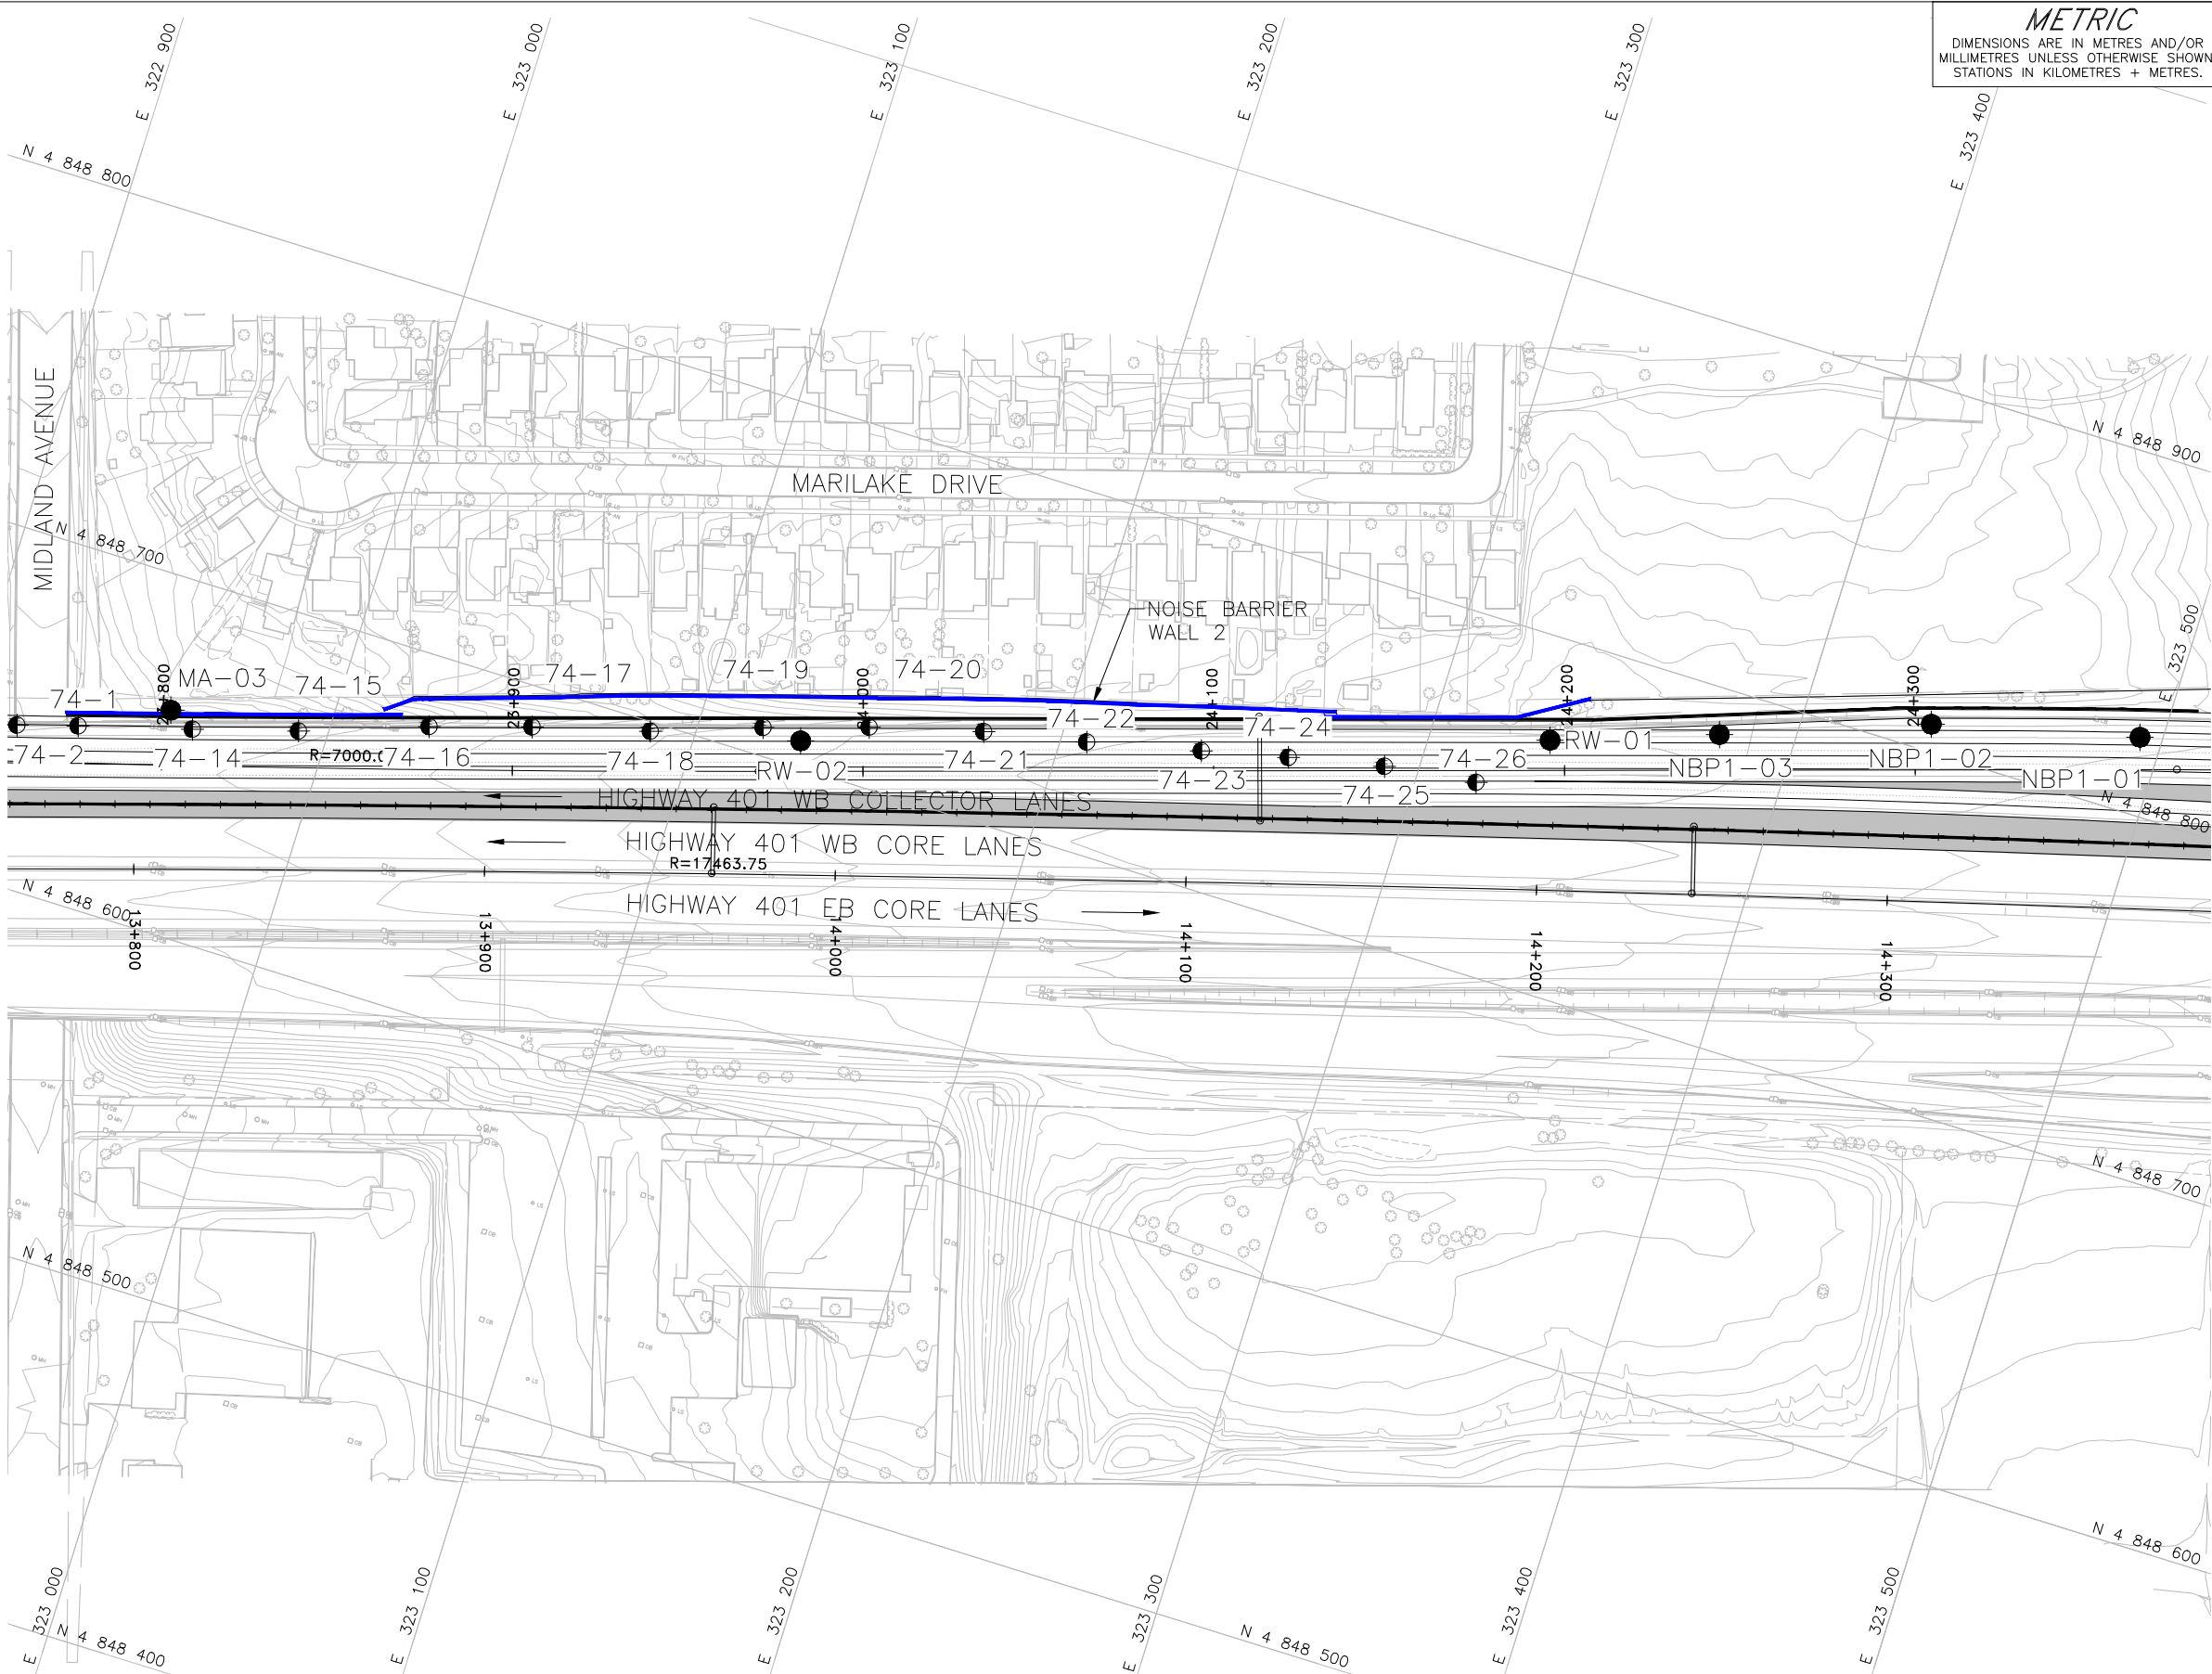 METRIC
DIMENSIONS ARE IN METRES AND/OR
MILLIMETRES UNLESS OTHERWISE SHOWN
STATIONS IN KILOMETRES + METRES.
E 322 900
E 323 000
E 323 100
E 323 200
E 323 300
E 323 400
N 4 848 800
N 4 848 900
MIDLAND AVENUE
MARILAKE DRIVE
N 4 848 700
NOISE BARRIER
WALL 2
E 323 500
MA-03
74-1
74-15
74-17
74-19
74-20
74-22
74-24
23+900
24+000
24+100
24+200
24+300
74-2
74-14
R=7000.0
74-16
74-18
RW-02
74-21
74-23
74-25
74-26
RW-01
NBP1-03
NBP1-02
NBP1-01
HIGHWAY 401 WB COLLECTOR LANES
N 4 848 800
HIGHWAY 401 WB CORE LANES
R=17463.75
HIGHWAY 401 EB CORE LANES
N 4 848 600
13+800
13+900
14+000
14+100
14+200
14+300
N 4 848 700
N 4 848 500
N 4 848 600
E 323 000
E 323 100
E 323 200
E 323 300
E 323 400
E 323 500
N 4 848 400
N 4 848 500